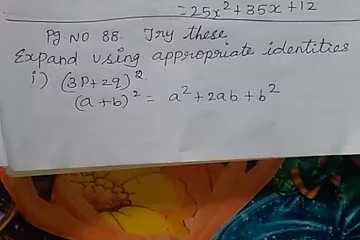 =25x²+35x+12
Pg NO 88. Try these
Expand using appropriate identities
i) (3P+2q)².
(a+b)² = a²+2ab+b²